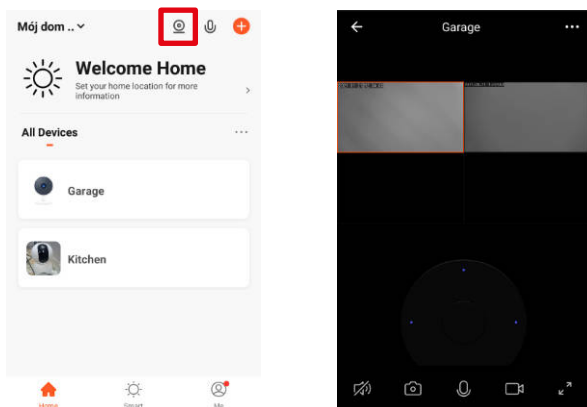 Mój dom ..
Welcome Home
Set your home location for more
information
All Devices
Garage
Kitchen
Home
Smart
Me
Garage